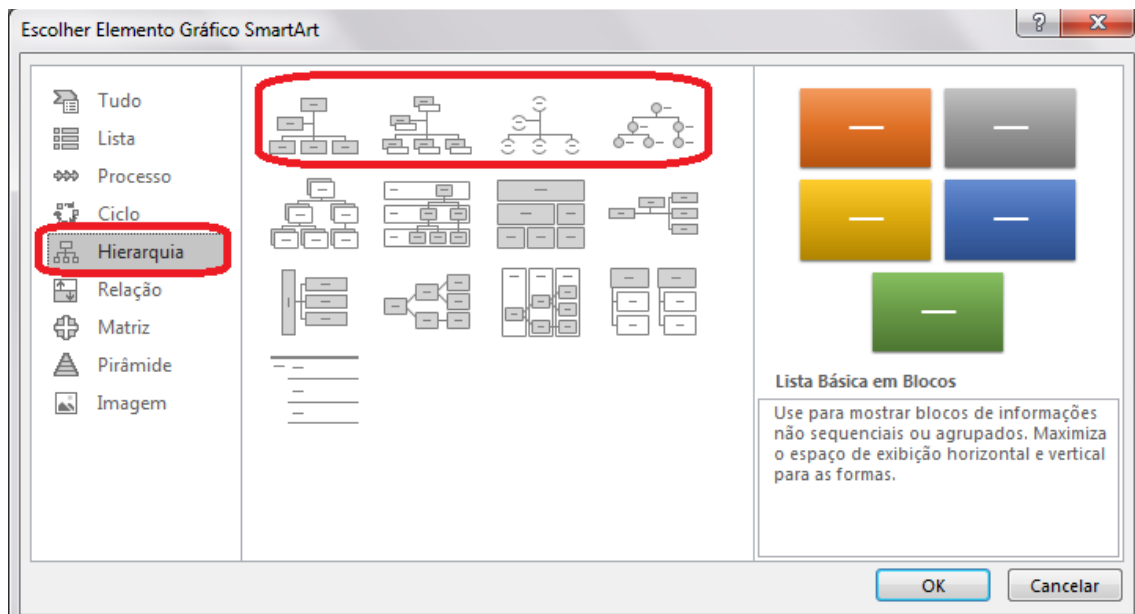 Escolher Elemento Gráfico SmartArt
Tudo
Lista
Processo
Ciclo
Hierarquia
Relação
Matriz
Pirâmide
Imagem
Lista Básica em Blocos
Use para mostrar blocos de informações
não sequenciais ou agrupados. Maximiza
o espaço de exibição horizontal e vertical
para as formas.
OK
Cancelar